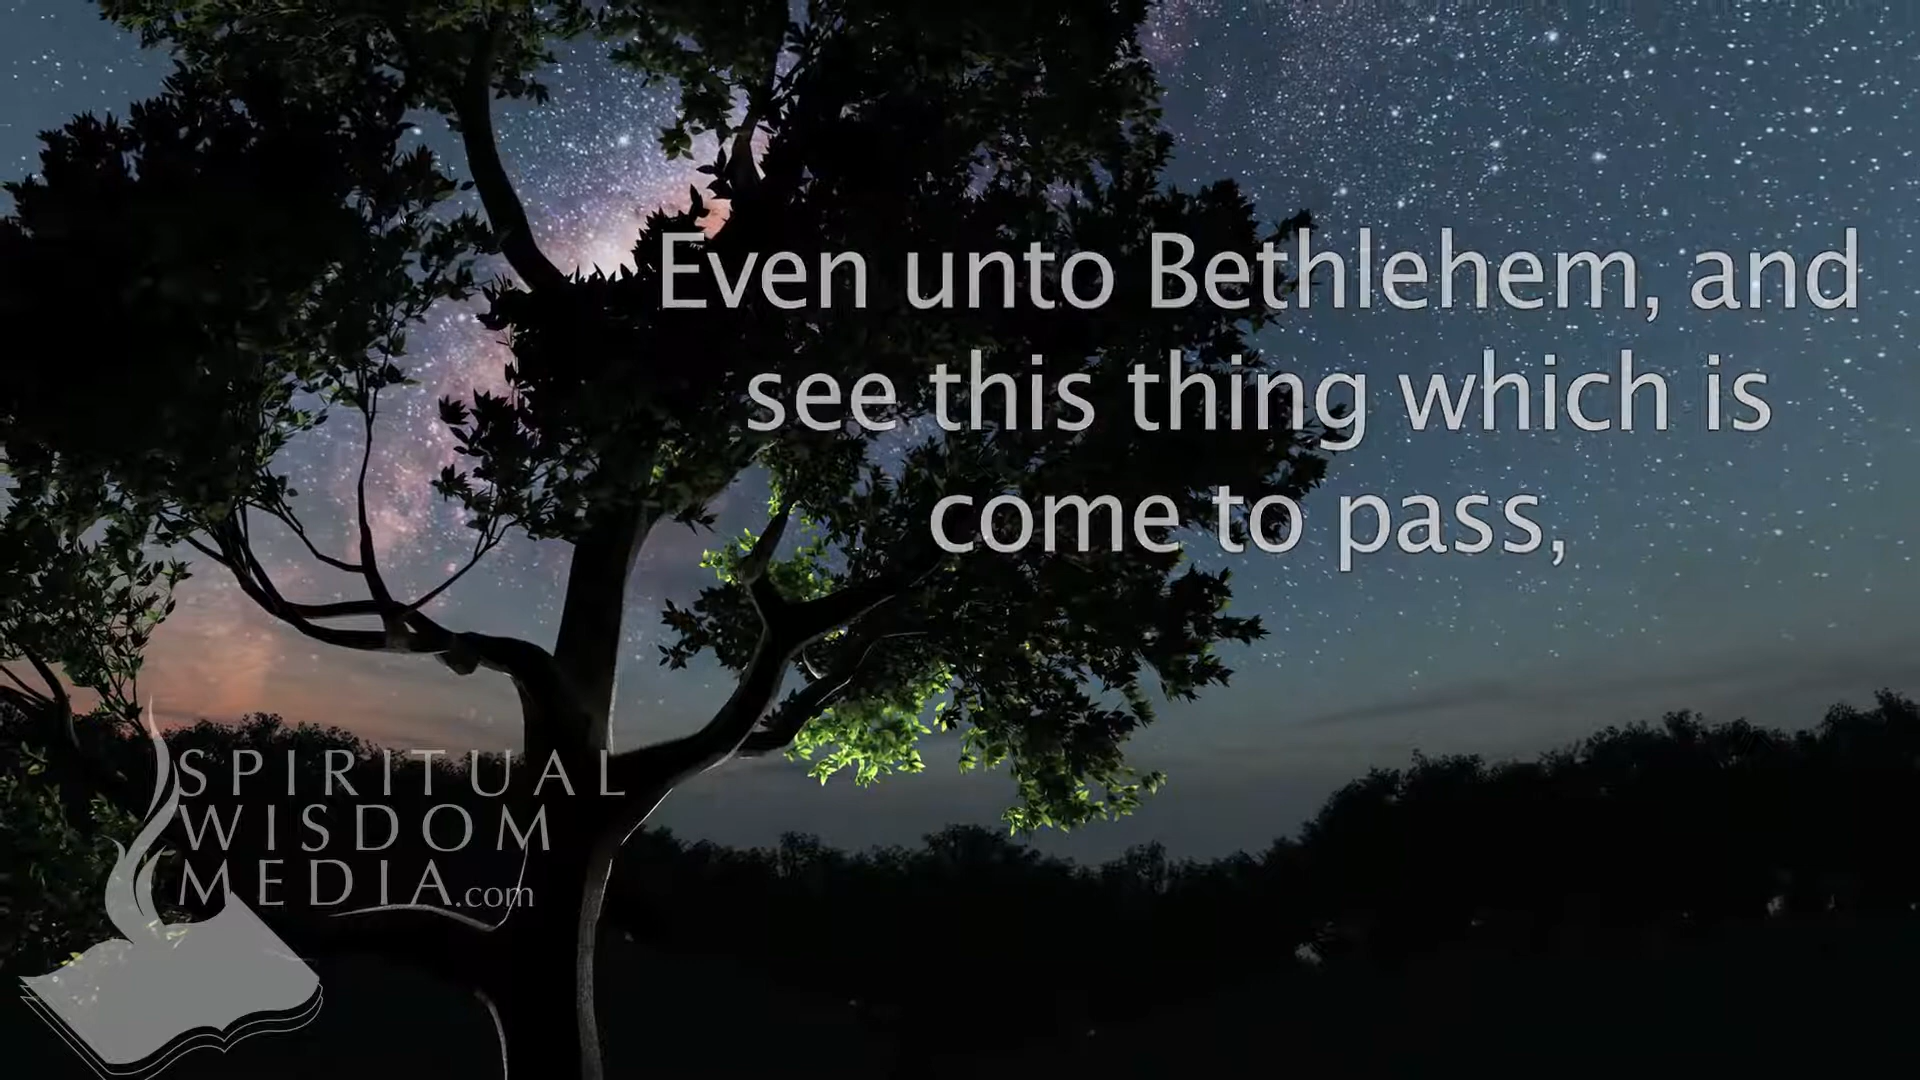 Even unto Bethlehem, and
see this thing which is
come to pass,
SPIRITUAL
WISDOM
MEDIA.com